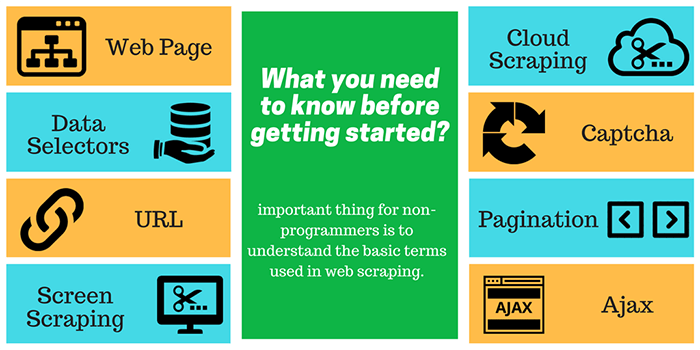 Web Page
Data
Selectors
URL
Screen
Scraping
What you need
to know before
getting started?
important thing for non-
programmers is to
understand the basic terms
used in web scraping.
Cloud
Scraping
Captcha
Pagination
AJAX
Ajax